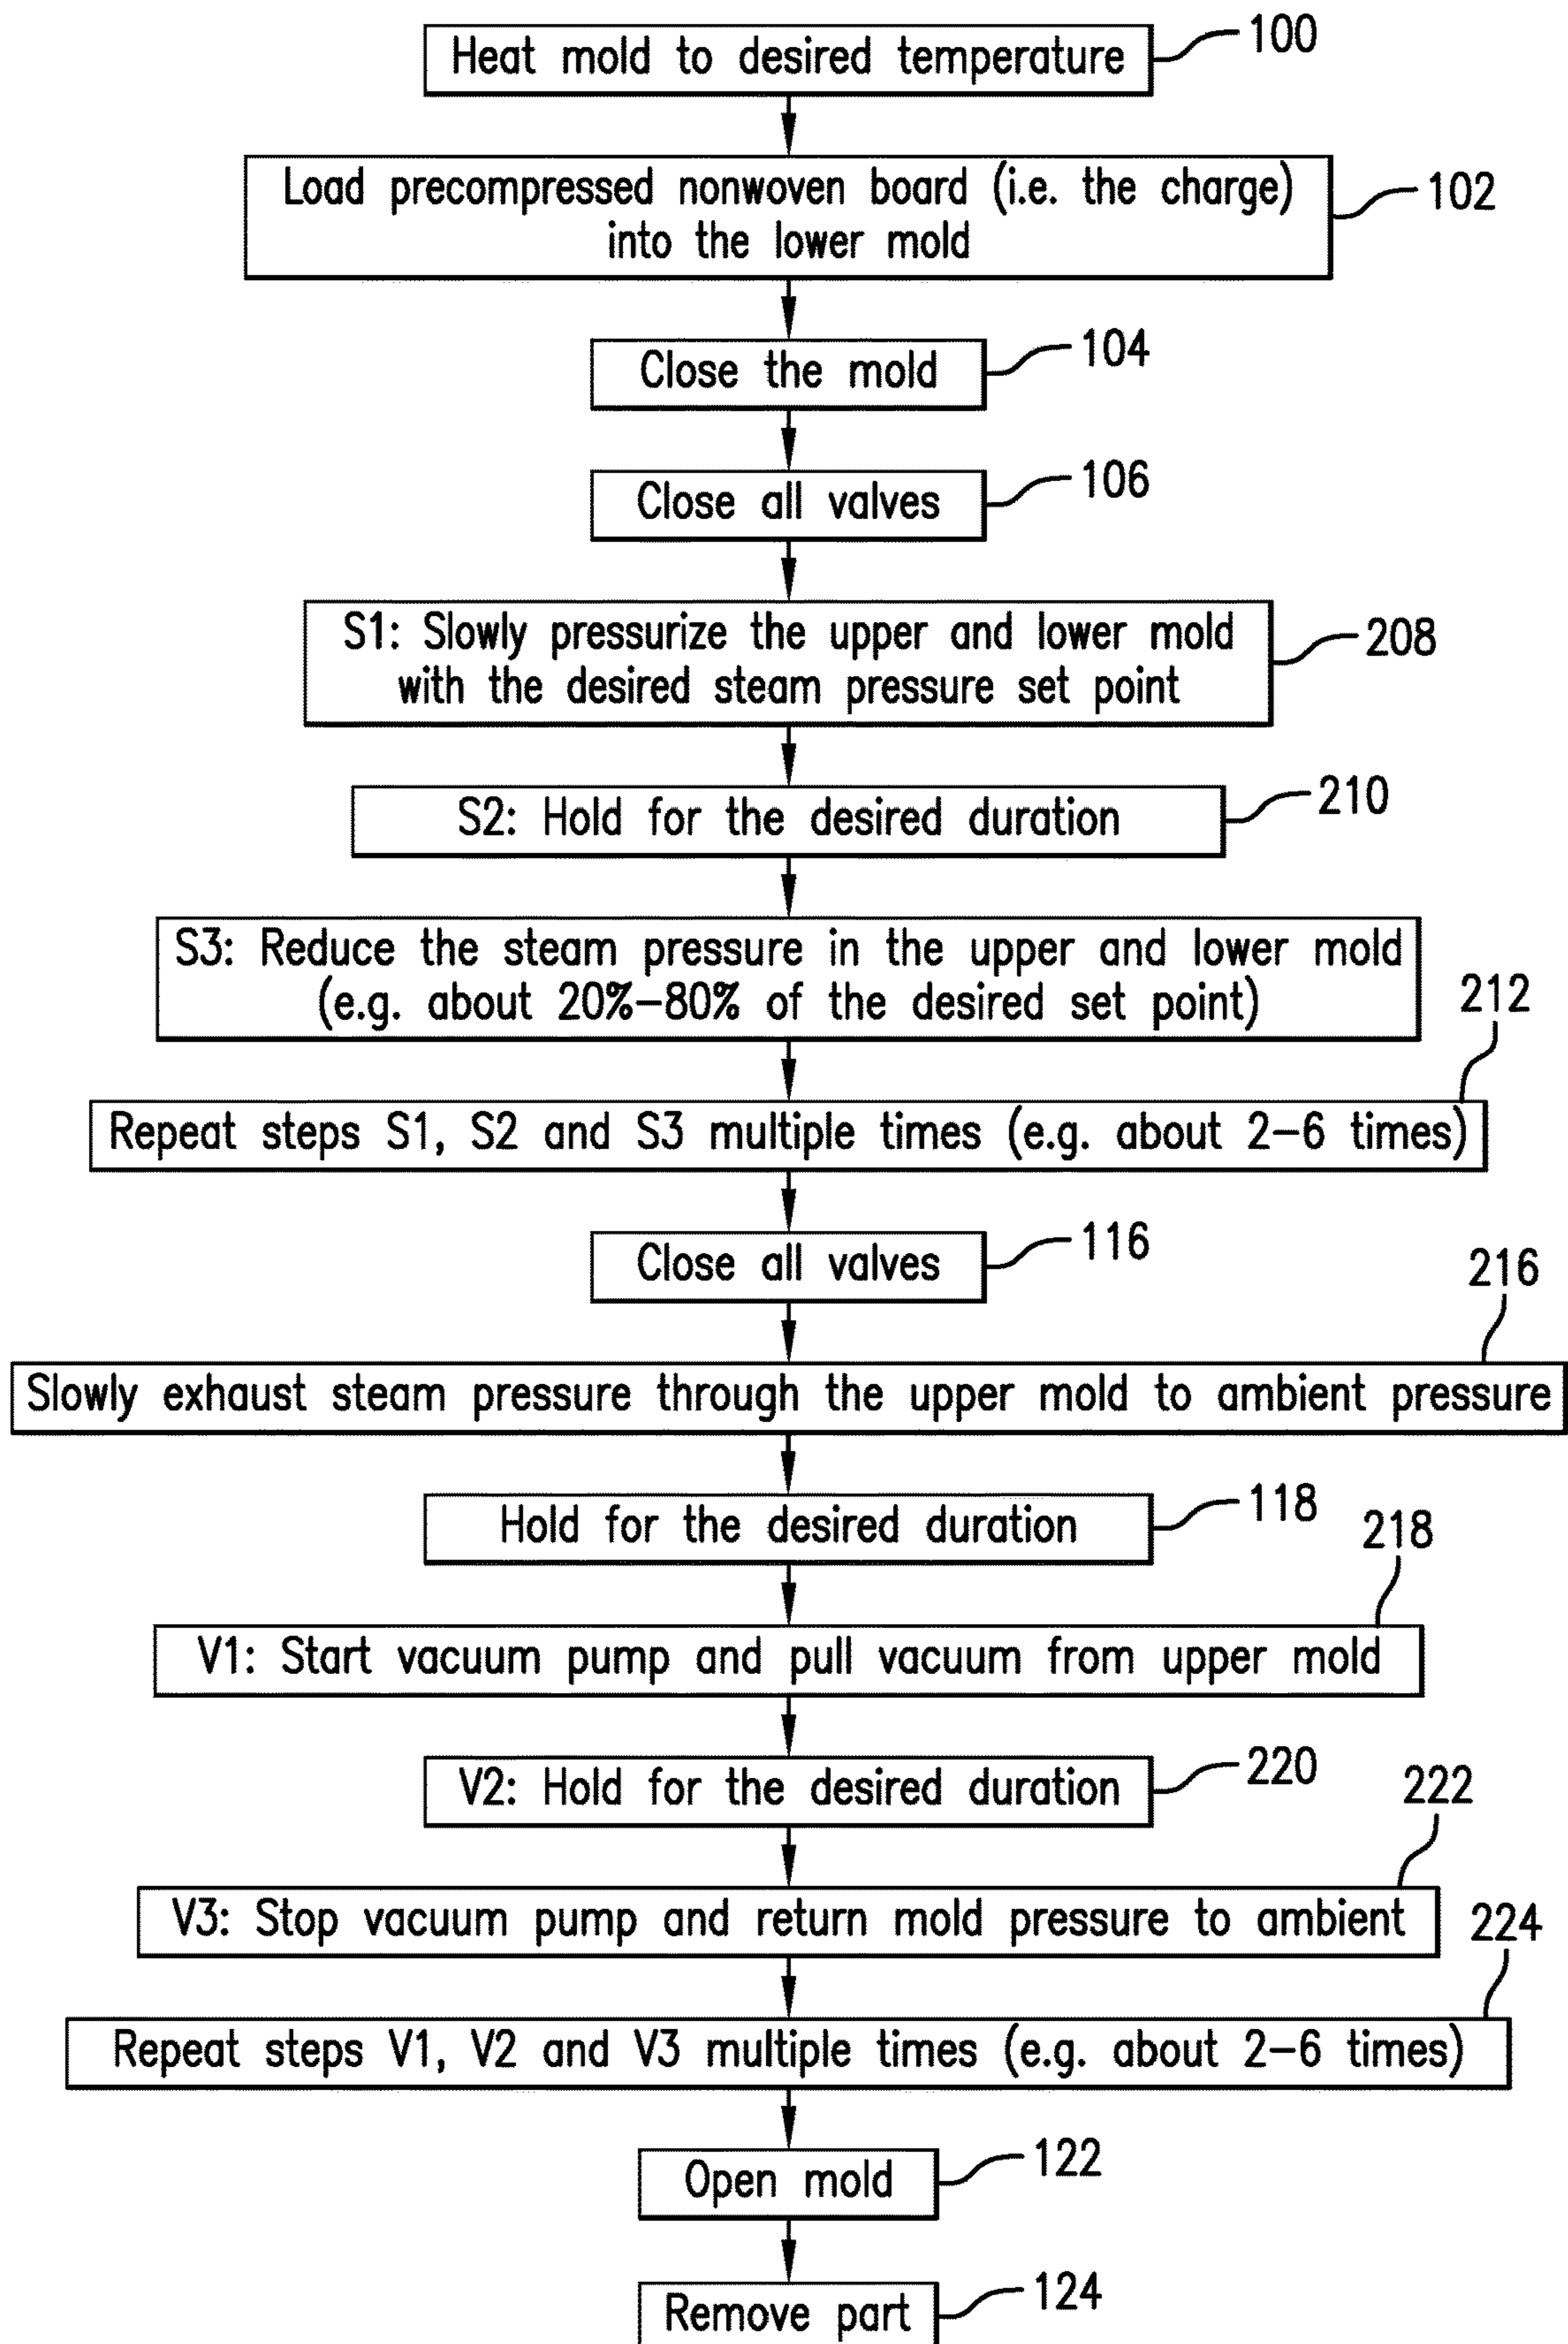 Heat mold to desired temperature
100
Load precompressed nonwoven board (i.e. the charge)
into the lower mold
102
Close the mold
104
Close all valves
106
S1: Slowly pressurize the upper and lower mold
with the desired steam pressure set point
208
S2: Hold for the desired duration
210
S3: Reduce the steam pressure in the upper and lower mold
(e.g. about 20%-80% of the desired set point)
212
Repeat steps S1, S2 and S3 multiple times (e.g. about 2-6 times)
Close all valves
116
216
Slowly exhaust steam pressure through the upper mold to ambient pressure
Hold for the desired duration
118
218
V1: Start vacuum pump and pull vacuum from upper mold
V2: Hold for the desired duration
220
222
V3: Stop vacuum pump and return mold pressure to ambient
224
Repeat steps V1, V2 and V3 multiple times (e.g. about 2-6 times)
Open mold
122
Remove part
124